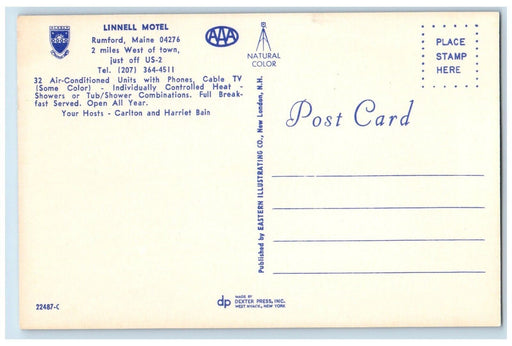 LINNELL MOTEL
Rumford, Maine 04276
2 miles West of town,
just off US-2
Tel. (207) 364-4511
32 Air-Conditioned Units with Phones, Cable TV
(Some Color) - Individually Controlled Heat -
Showers or Tub/Shower Combinations. Full Break-
fast Served. Open All Year.
Your Hosts - Carlton and Harriet Bain
AAA
NATURAL
COLOR
PLACE
STAMP
HERE
Post Card
Published by EASTERN ILLUSTRATING CO., New London, N.H.
22487-C
dp
MADE BY
DEXTER PRESS, INC.
WEST NYACK, NEW YORK